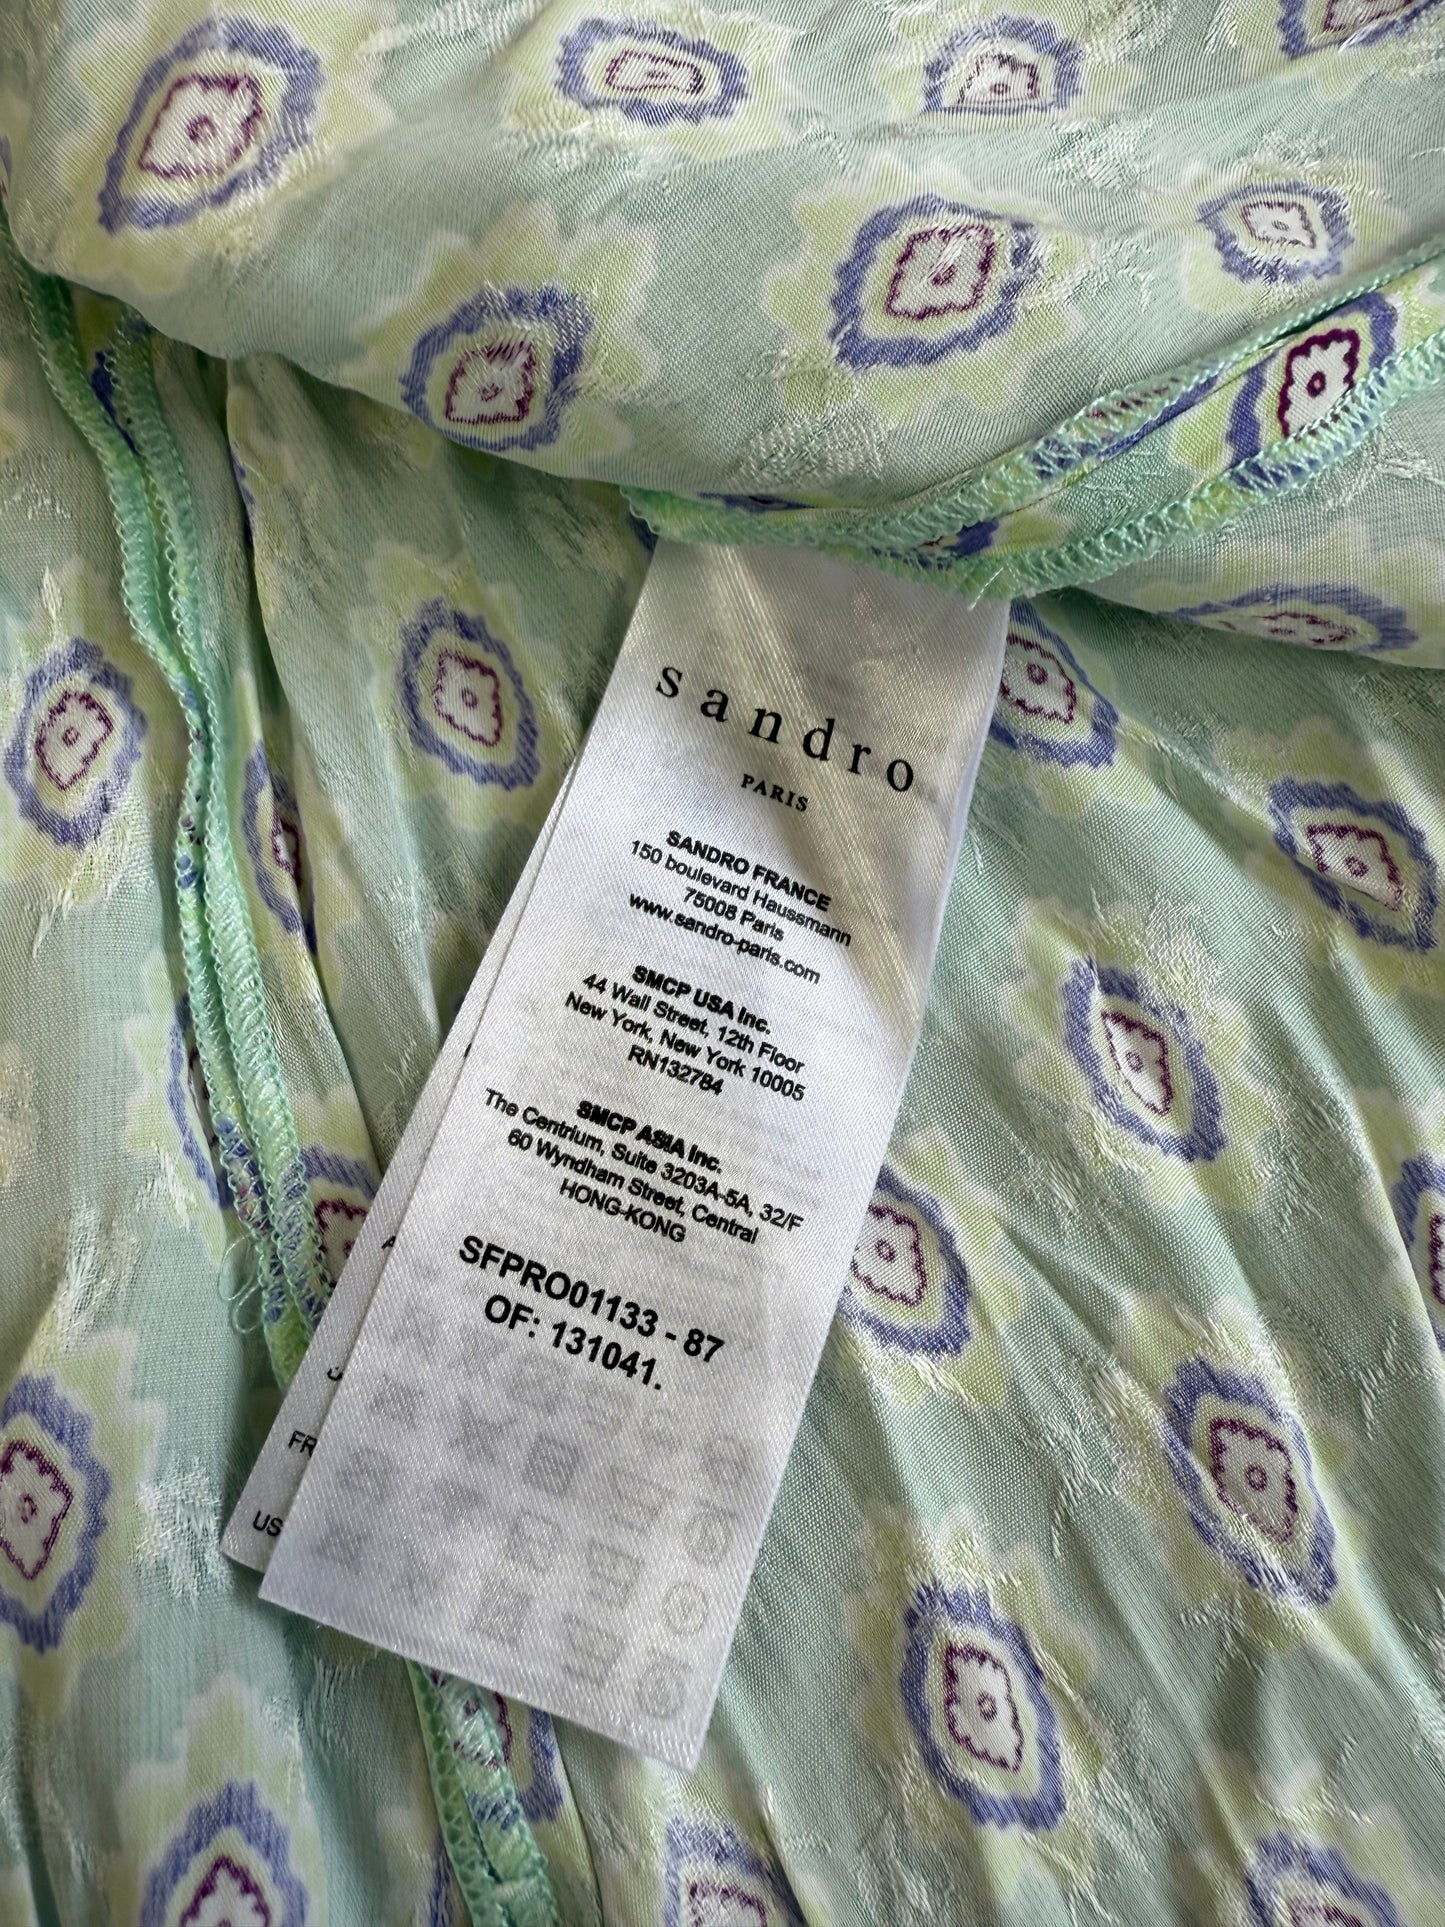 sandro
PARIS
SANDRO FRANCE
150 boulevard Haussmann
75008 Paris
www.sandro-paris.com
SMCP USA Inc.
44 Wall Street, 12th Floor
New York, New York 10005
RN132784
SMCP ASIA Inc.
The Centrium, Suite 3203A-5A, 32/F
60 Wyndham Street, Central
HONG-KONG
SFPRO01133 - 87
OF: 131041.
FR
US